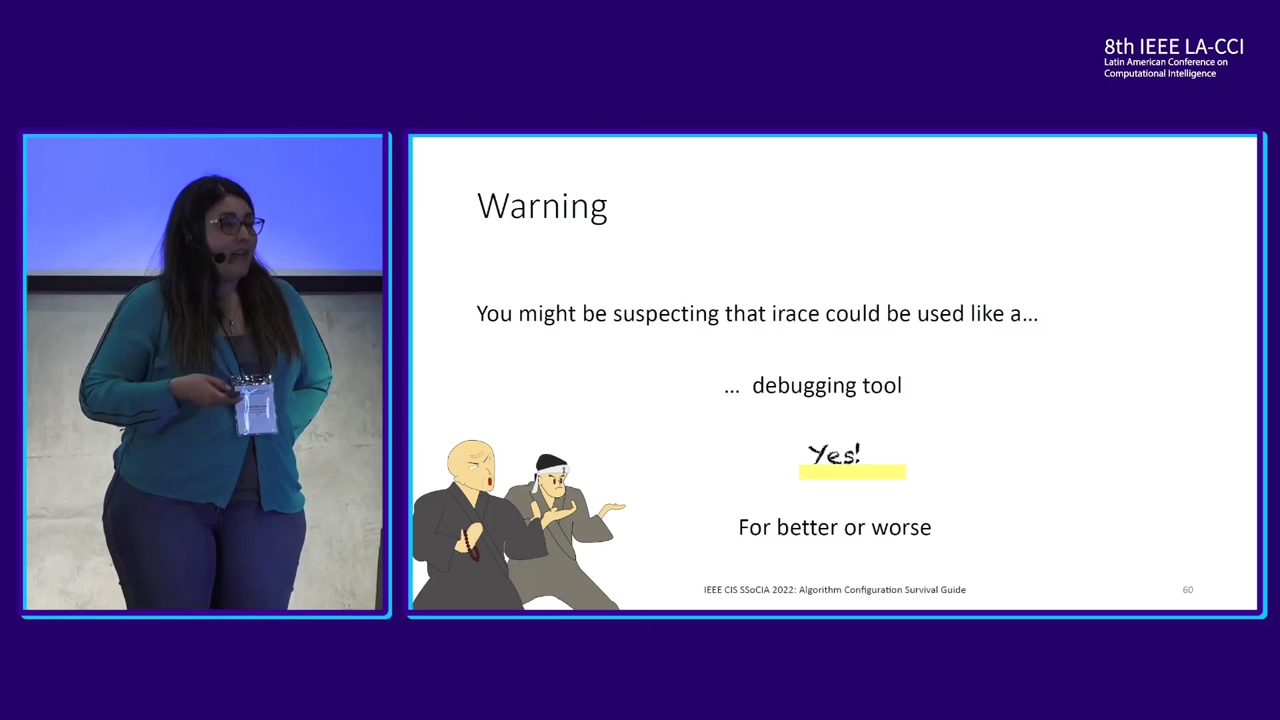 8th IEEE LA-CCI
Latin American Conference on
Computational Intelligence
Warning
You might be suspecting that irace could be used like a...
... debugging tool
Yes!
For better or worse
IEEE CIS SSoCIA 2022: Algorithm Configuration Survival Guide
60